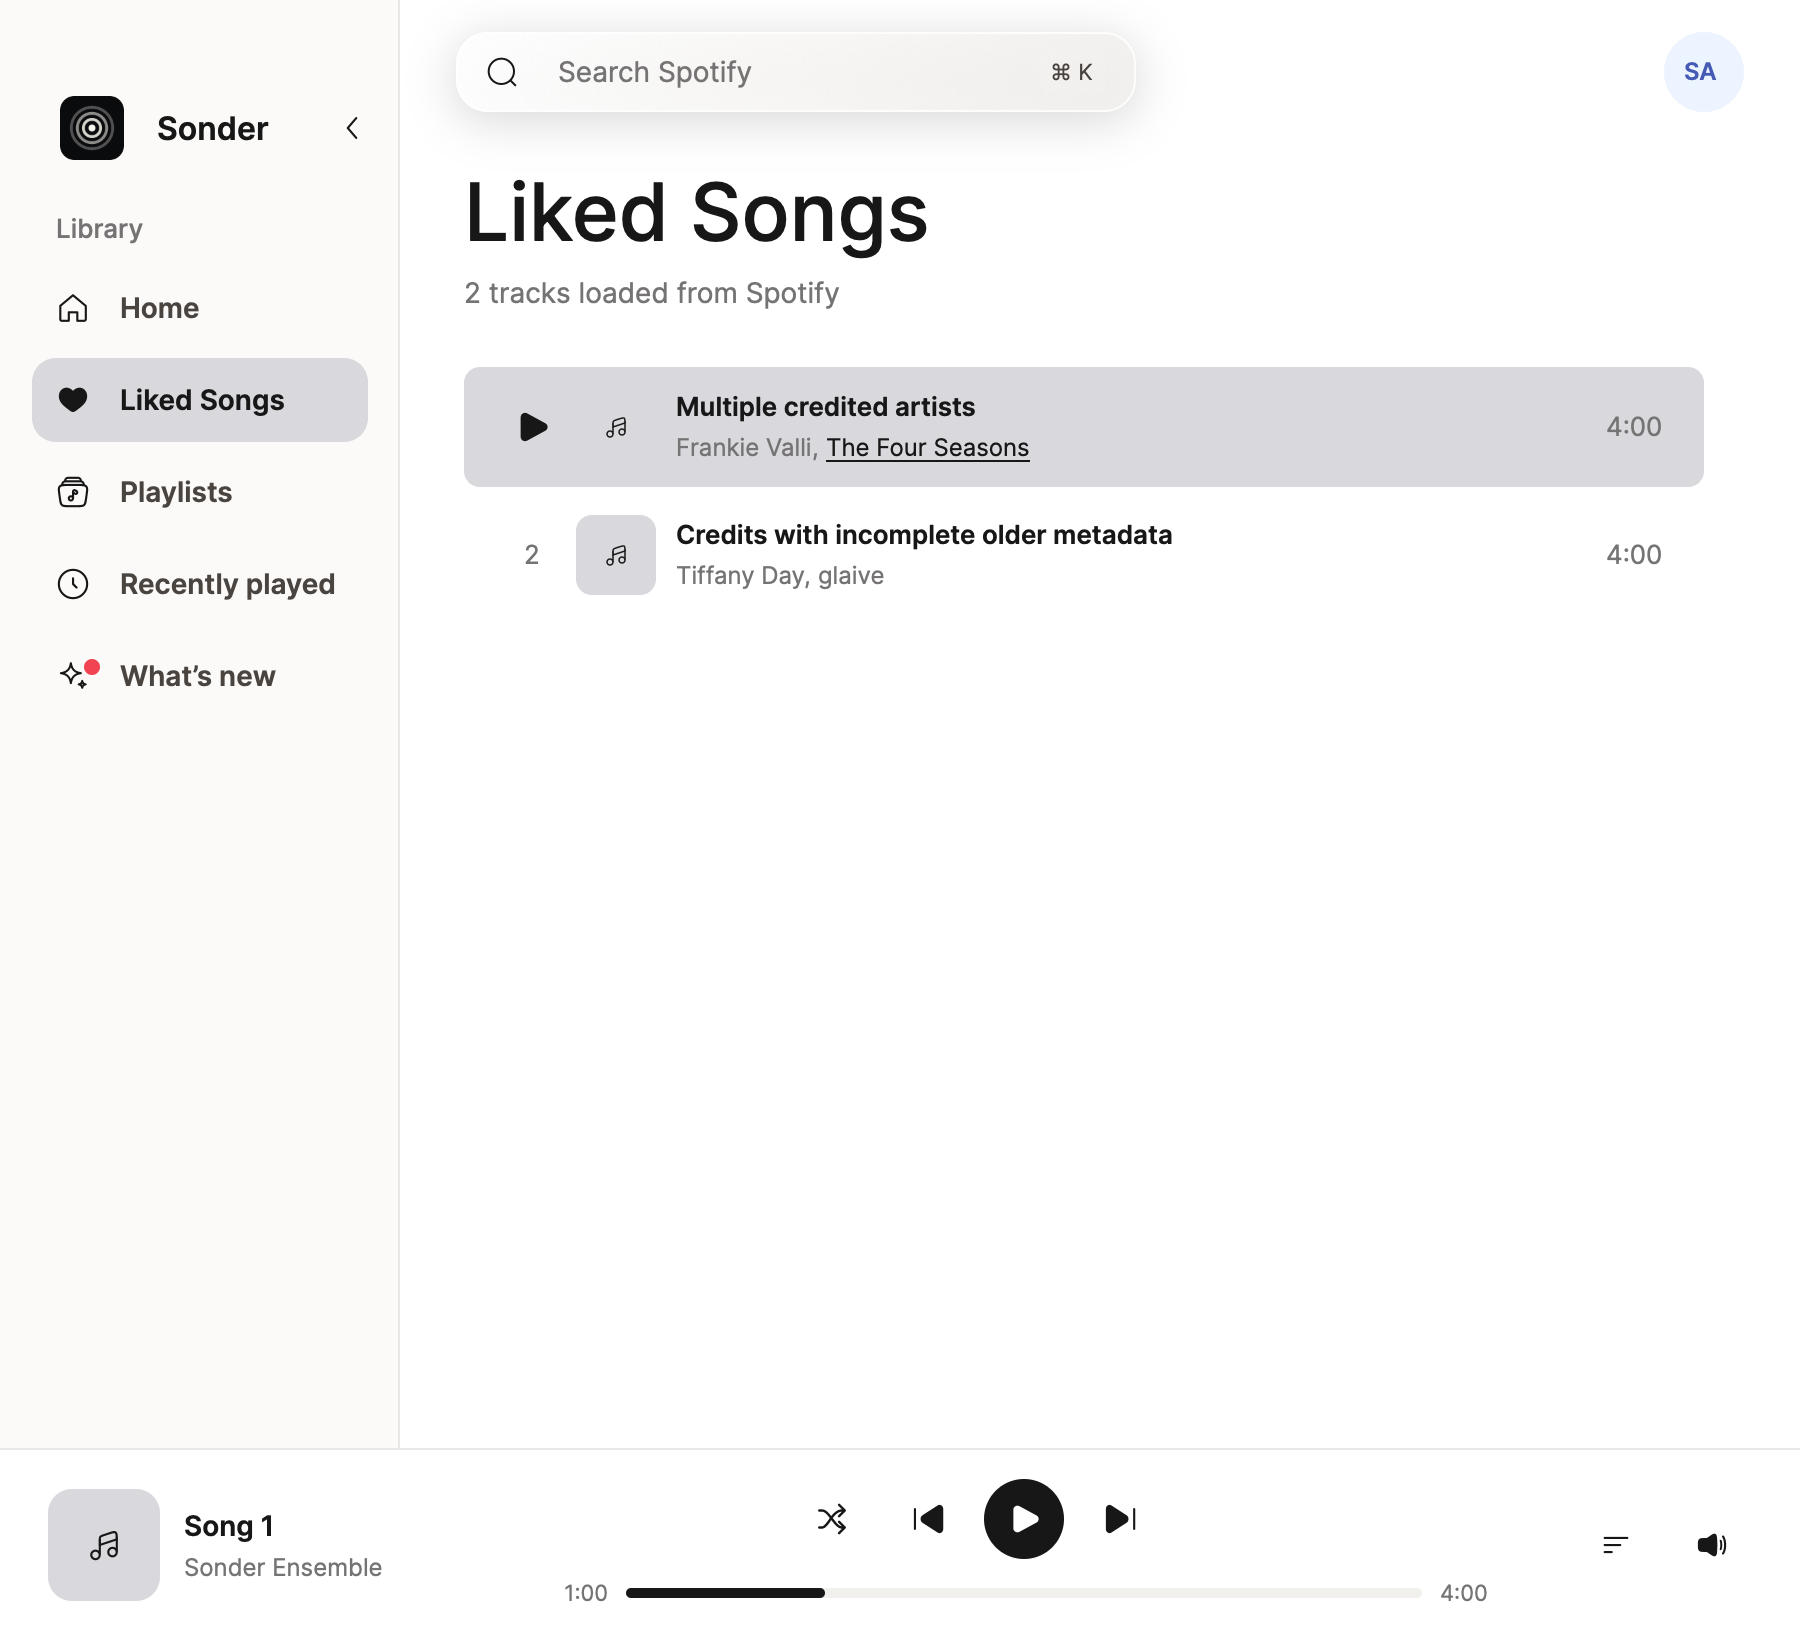 Search Spotify
⌘ K
SA
Sonder
Library
Home
Liked Songs
Playlists
Recently played
What’s new
Liked Songs
2 tracks loaded from Spotify
Multiple credited artists
Frankie Valli, The Four Seasons
4:00
2
Credits with incomplete older metadata
Tiffany Day, glaive
4:00
Song 1
Sonder Ensemble
1:00
4:00